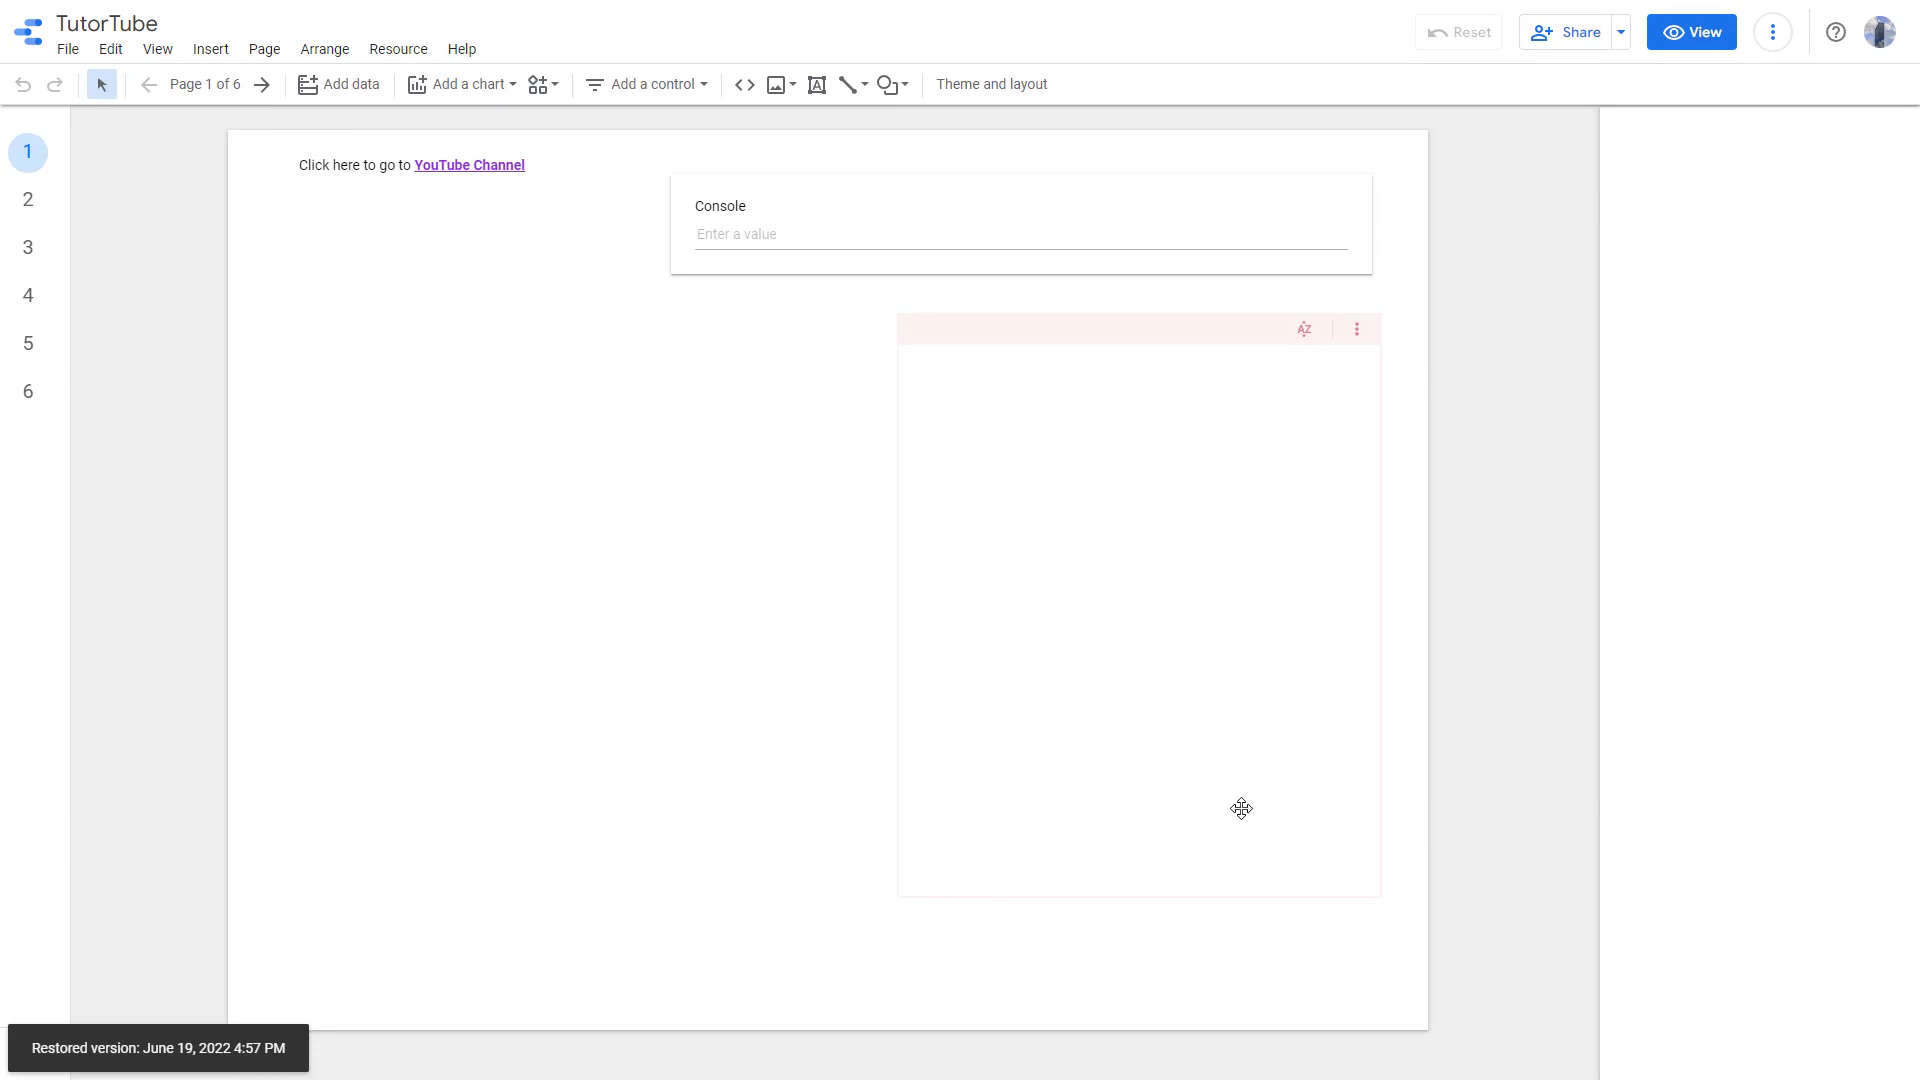 TutorTube
File Edit View Insert Page Arrange Resource Help
Reset Share View
Page 1 of 6 Add data Add a chart Add a control Theme and layout
1
2
3
4
5
6
Click here to go to YouTube Channel
Console
Enter a value
AZ
Restored version: June 19, 2022 4:57 PM